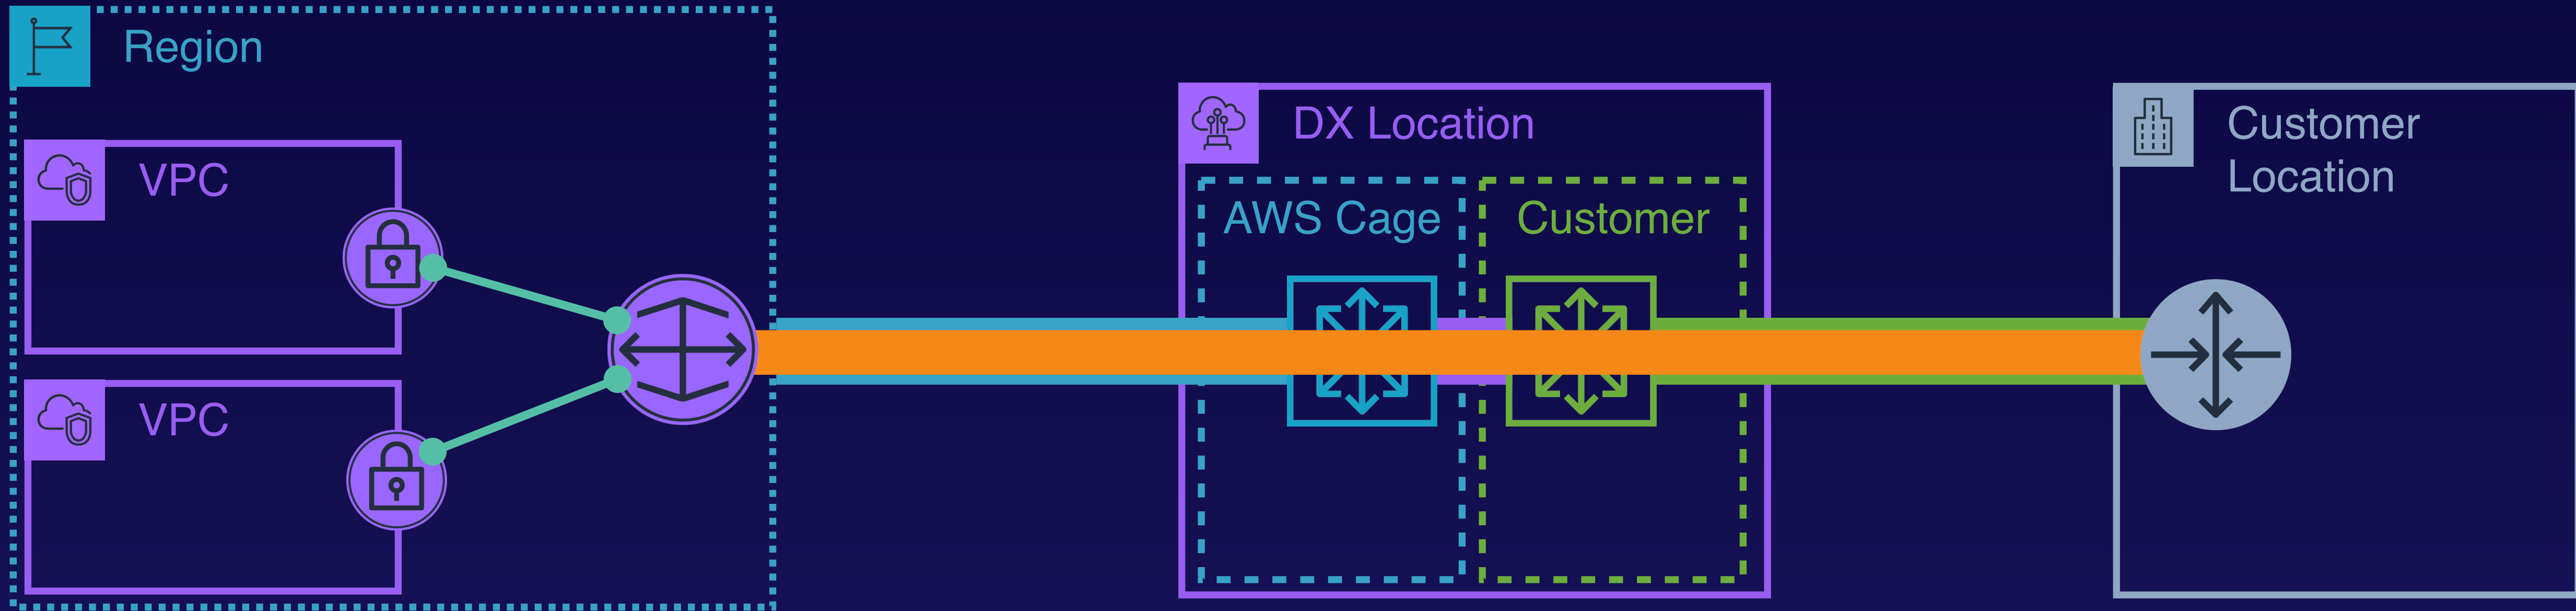 Region
VPC
VPC
DX Location
AWS Cage
Customer
Customer
Location